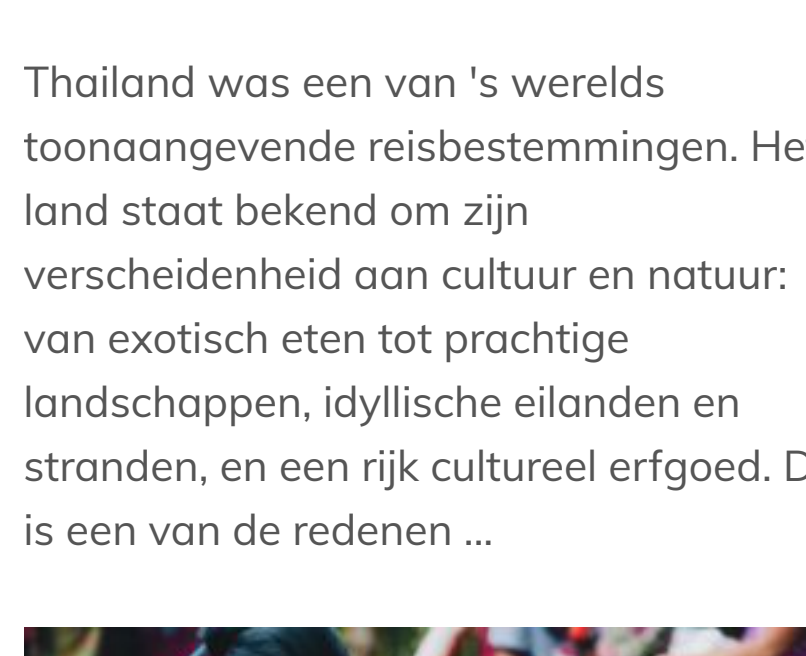 Thailand was een van 's werelds
toonaangevende reisbestemmingen. He
land staat bekend om zijn
verscheidenheid aan cultuur en natuur:
van exotisch eten tot prachtige
landschappen, idyllische eilanden en
stranden, en een rijk cultureel erfgoed. D
is een van de redenen ...